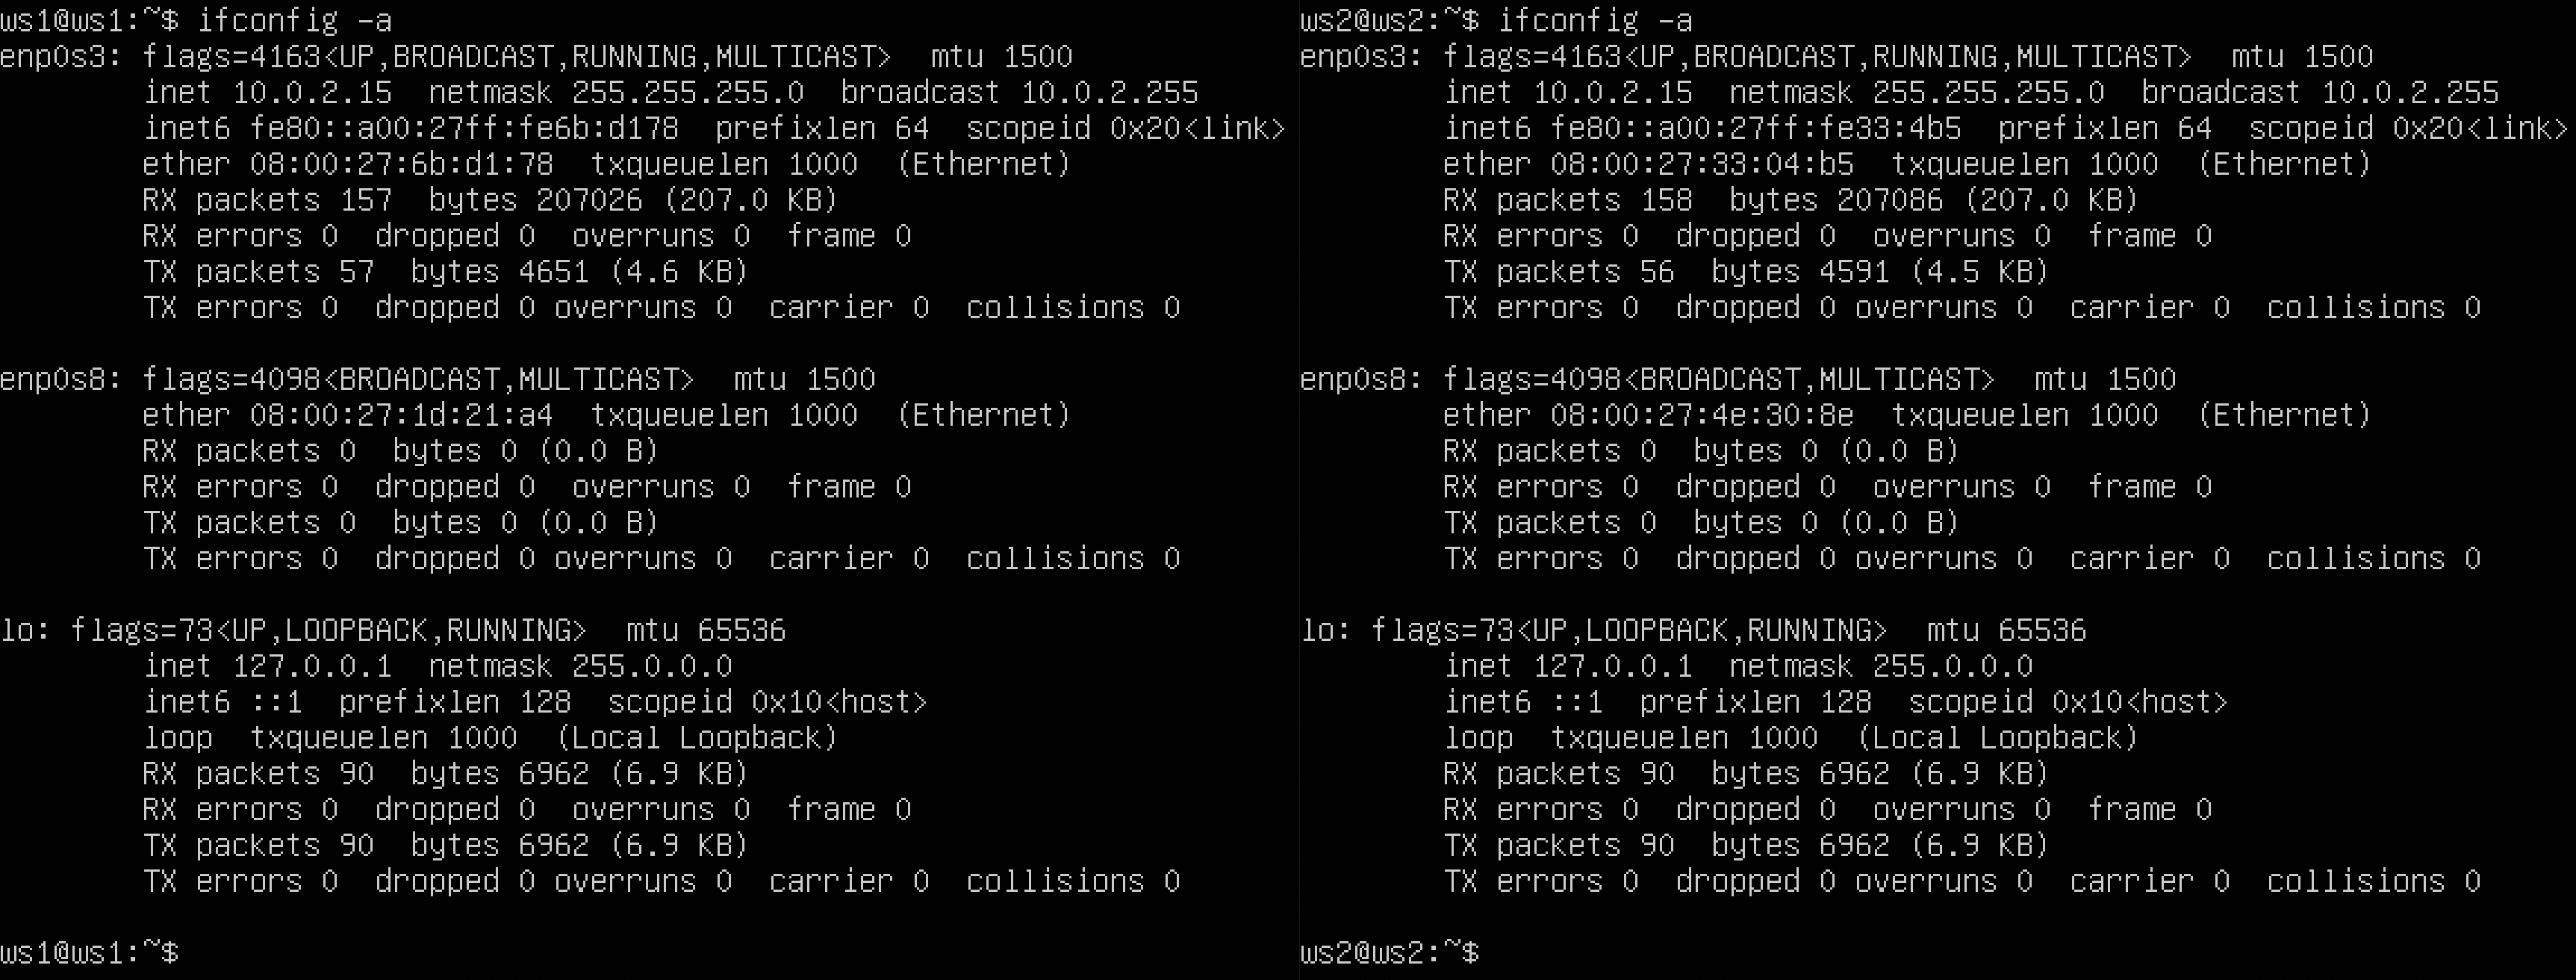 ws1@ws1:~$ ifconfig -a
enp0s3: flags=4163<UP,BROADCAST,RUNNING,MULTICAST>  mtu 1500
        inet 10.0.2.15  netmask 255.255.255.0  broadcast 10.0.2.255
        inet6 fe80::a00:27ff:fe6b:d178  prefixlen 64  scopeid 0x20<link>
        ether 08:00:27:6b:d1:78  txqueuelen 1000  (Ethernet)
        RX packets 157  bytes 207026 (207.0 KB)
        RX errors 0  dropped 0  overruns 0  frame 0
        TX packets 57  bytes 4651 (4.6 KB)
        TX errors 0  dropped 0 overruns 0  carrier 0  collisions 0

enp0s8: flags=4098<BROADCAST,MULTICAST>  mtu 1500
        ether 08:00:27:1d:21:a4  txqueuelen 1000  (Ethernet)
        RX packets 0  bytes 0 (0.0 B)
        RX errors 0  dropped 0  overruns 0  frame 0
        TX packets 0  bytes 0 (0.0 B)
        TX errors 0  dropped 0 overruns 0  carrier 0  collisions 0

lo: flags=73<UP,LOOPBACK,RUNNING>  mtu 65536
        inet 127.0.0.1  netmask 255.0.0.0
        inet6 ::1  prefixlen 128  scopeid 0x10<host>
        loop  txqueuelen 1000  (Local Loopback)
        RX packets 90  bytes 6962 (6.9 KB)
        RX errors 0  dropped 0  overruns 0  frame 0
        TX packets 90  bytes 6962 (6.9 KB)
        TX errors 0  dropped 0 overruns 0  carrier 0  collisions 0

ws1@ws1:~$
ws2@ws2:~$ ifconfig -a
enp0s3: flags=4163<UP,BROADCAST,RUNNING,MULTICAST>  mtu 1500
        inet 10.0.2.15  netmask 255.255.255.0  broadcast 10.0.2.255
        inet6 fe80::a00:27ff:fe33:4b5  prefixlen 64  scopeid 0x20<link>
        ether 08:00:27:33:04:b5  txqueuelen 1000  (Ethernet)
        RX packets 158  bytes 207086 (207.0 KB)
        RX errors 0  dropped 0  overruns 0  frame 0
        TX packets 56  bytes 4591 (4.5 KB)
        TX errors 0  dropped 0 overruns 0  carrier 0  collisions 0

enp0s8: flags=4098<BROADCAST,MULTICAST>  mtu 1500
        ether 08:00:27:4e:30:8e  txqueuelen 1000  (Ethernet)
        RX packets 0  bytes 0 (0.0 B)
        RX errors 0  dropped 0  overruns 0  frame 0
        TX packets 0  bytes 0 (0.0 B)
        TX errors 0  dropped 0 overruns 0  carrier 0  collisions 0

lo: flags=73<UP,LOOPBACK,RUNNING>  mtu 65536
        inet 127.0.0.1  netmask 255.0.0.0
        inet6 ::1  prefixlen 128  scopeid 0x10<host>
        loop  txqueuelen 1000  (Local Loopback)
        RX packets 90  bytes 6962 (6.9 KB)
        RX errors 0  dropped 0  overruns 0  frame 0
        TX packets 90  bytes 6962 (6.9 KB)
        TX errors 0  dropped 0 overruns 0  carrier 0  collisions 0

ws2@ws2:~$